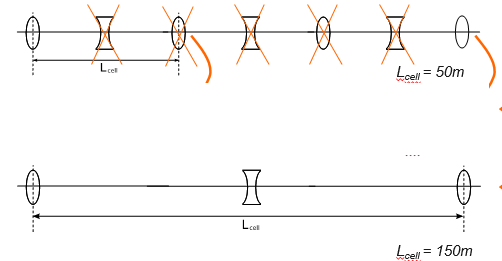 Lcell
Lcell = 50m
....
Lcell
Lcell = 150m